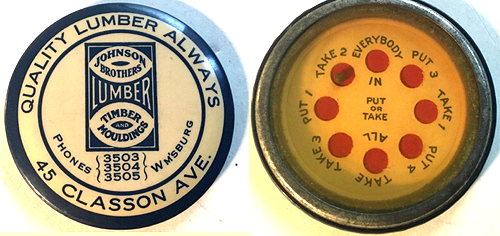 QUALITY LUMBER ALWAYS
JOHNSON
BROTHERS
LUMBER
TIMBER
AND
MOULDINGS
PHONES { 3503 3504 3505 } WMSBURG
45 CLASSON AVE.
EVERYBODY
IN
PUT 3
TAKE 1
PUT 4
TAKE
ALL
TAKE 3
PUT 1
TAKE 2
PUT
OR
TAKE